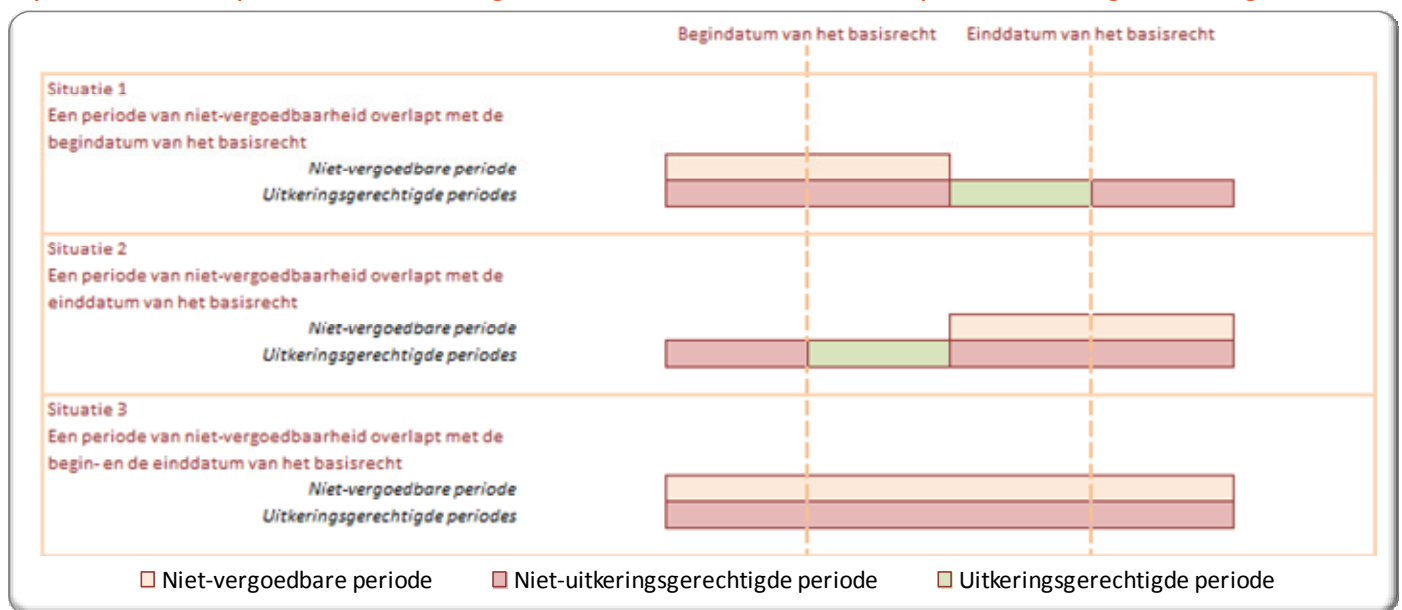 Begindatum van het basisrecht Einddatum van het basisrecht
Situatie 1
Een periode van niet-vergoedbaarheid overlapt met de
begindatum van het basisrecht
Niet-vergoedbare periode
Uitkeringsgerechtigde periodes
Situatie 2
Een periode van niet-vergoedbaarheid overlapt met de
einddatum van het basisrecht
Niet-vergoedbare periode
Uitkeringsgerechtigde periodes
Situatie 3
Een periode van niet-vergoedbaarheid overlapt met de
begin- en de einddatum van het basisrecht
Niet-vergoedbare periode
Uitkeringsgerechtigde periodes
Niet-vergoedbare periode Niet-uitkeringsgerechtigde periode Uitkeringsgerechtigde periode